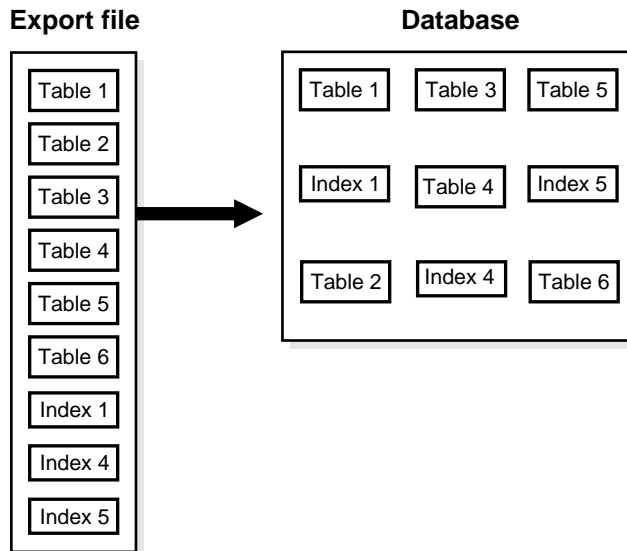 Export file
Table 1
Table 2
Table 3
Table 4
Table 5
Table 6
Index 1
Index 4
Index 5
Database
Table 1 Table 3 Table 5
Index 1 Table 4 Index 5
Table 2 Index 4 Table 6